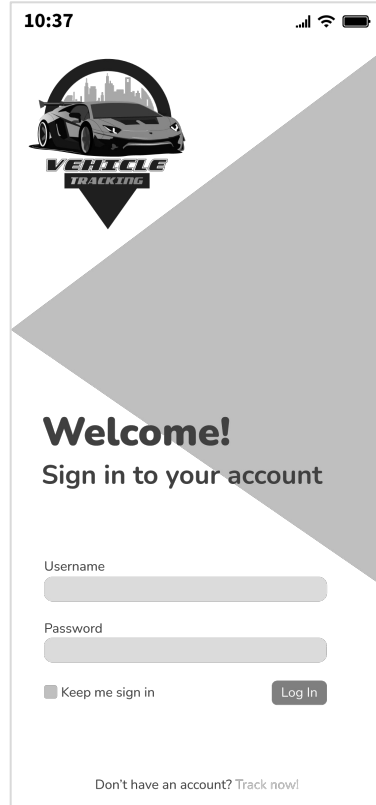 10:37
VEHICLE
TRACKING
Welcome!
Sign in to your account
Username
Password
Keep me sign in
Log In
Don't have an account? Track now!